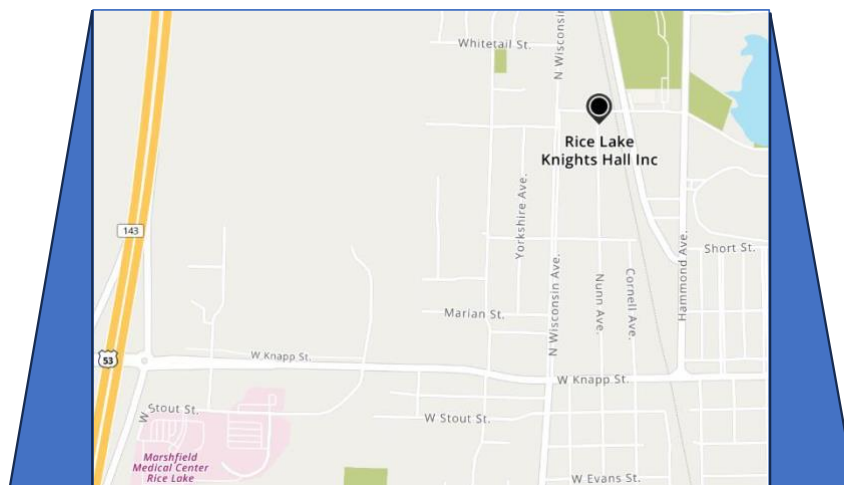 Whitetail St.
N Wisconsin
Rice Lake
Knights Hall Inc
Yorkshire Ave.
143
Short St.
Hammond Ave.
N Wisconsin Ave.
Nunn Ave.
Cornell Ave.
Marian St.
53
W Knapp St.
W Knapp St.
W Stout St.
W Stout St.
Marshfield
Medical Center
Rice Lake
W Evans St.